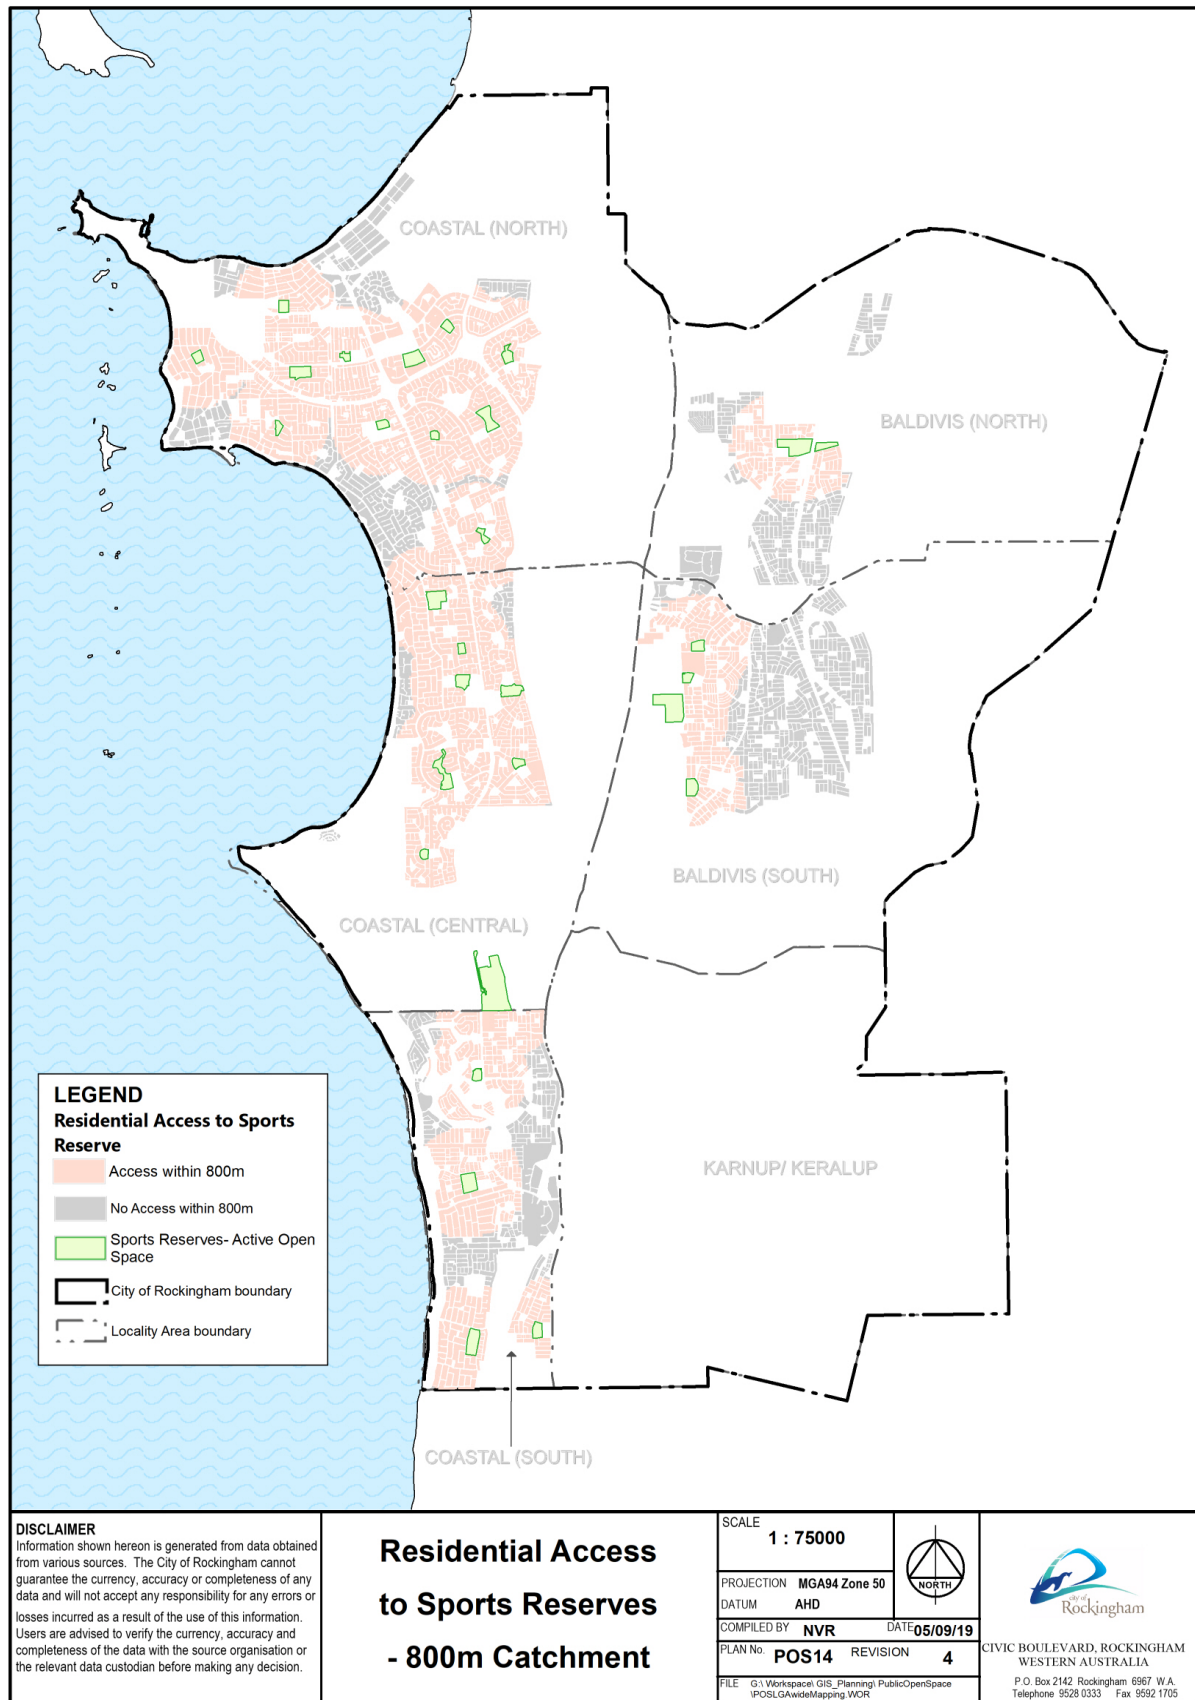 COASTAL (NORTH)
BALDIVIS (NORTH)
BALDIVIS (SOUTH)
COASTAL (CENTRAL)
KARNUP/ KERALUP
COASTAL (SOUTH)
LEGEND
Residential Access to Sports
Reserve
Access within 800m
No Access within 800m
Sports Reserves- Active Open
Space
City of Rockingham boundary
Locality Area boundary
DISCLAIMER
Information shown hereon is generated from data obtained
from various sources. The City of Rockingham cannot
guarantee the currency, accuracy or completeness of any
data and will not accept any responsibility for any errors or
losses incurred as a result of the use of this information.
Users are advised to verify the currency, accuracy and
completeness of the data with the source organisation or
the relevant data custodian before making any decision.
Residential Access
to Sports Reserves
- 800m Catchment
SCALE
1 : 75000
PROJECTION MGA94 Zone 50
DATUM AHD
COMPILED BY NVR DATE 05/09/19
PLAN No. POS14 REVISION 4
FILE G:\ Workspace\ GIS_Planning\ PublicOpenSpace
\POSLGAwideMapping.WOR
NORTH
city of
Rockingham
CIVIC BOULEVARD, ROCKINGHAM
WESTERN AUSTRALIA
P.O. Box 2142 Rockingham 6967 W.A.
Telephone 9528 0333 Fax 9592 1705